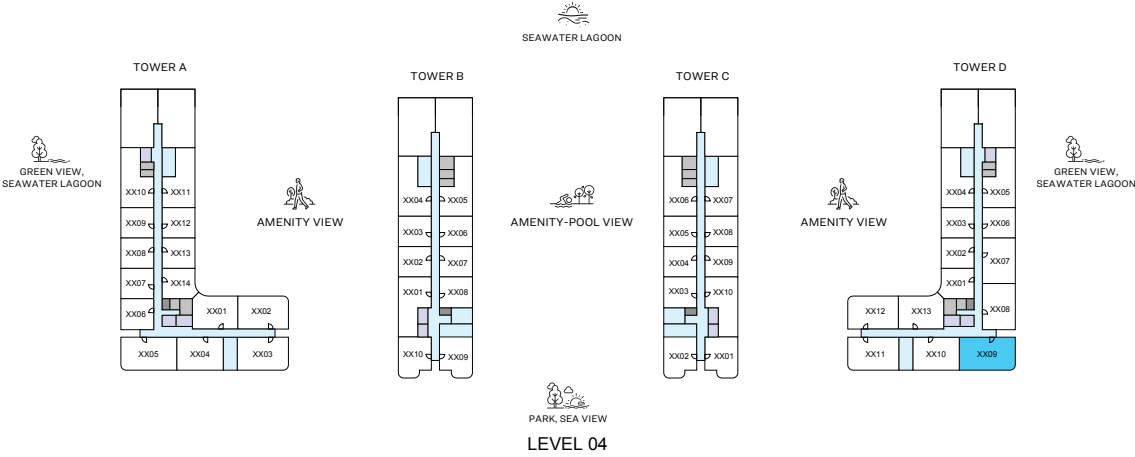 SEAWATER LAGOON
TOWER A
TOWER B
TOWER C
TOWER D
GREEN VIEW,
SEAWATER LAGOON
AMENITY VIEW
AMENITY-POOL VIEW
AMENITY VIEW
GREEN VIEW,
SEAWATER LAGOON
XX10 XX11
XX09 XX12
XX08 XX13
XX07 XX14
XX06 XX01 XX02
XX05 XX04 XX03
XX04 XX05
XX03 XX06
XX02 XX07
XX01 XX08
XX10 XX09
XX06 XX07
XX05 XX08
XX04 XX09
XX03 XX10
XX02 XX01
XX04 XX05
XX03 XX06
XX02 XX07
XX01
XX12 XX13 XX08
XX11 XX10 XX09
PARK, SEA VIEW
LEVEL 04